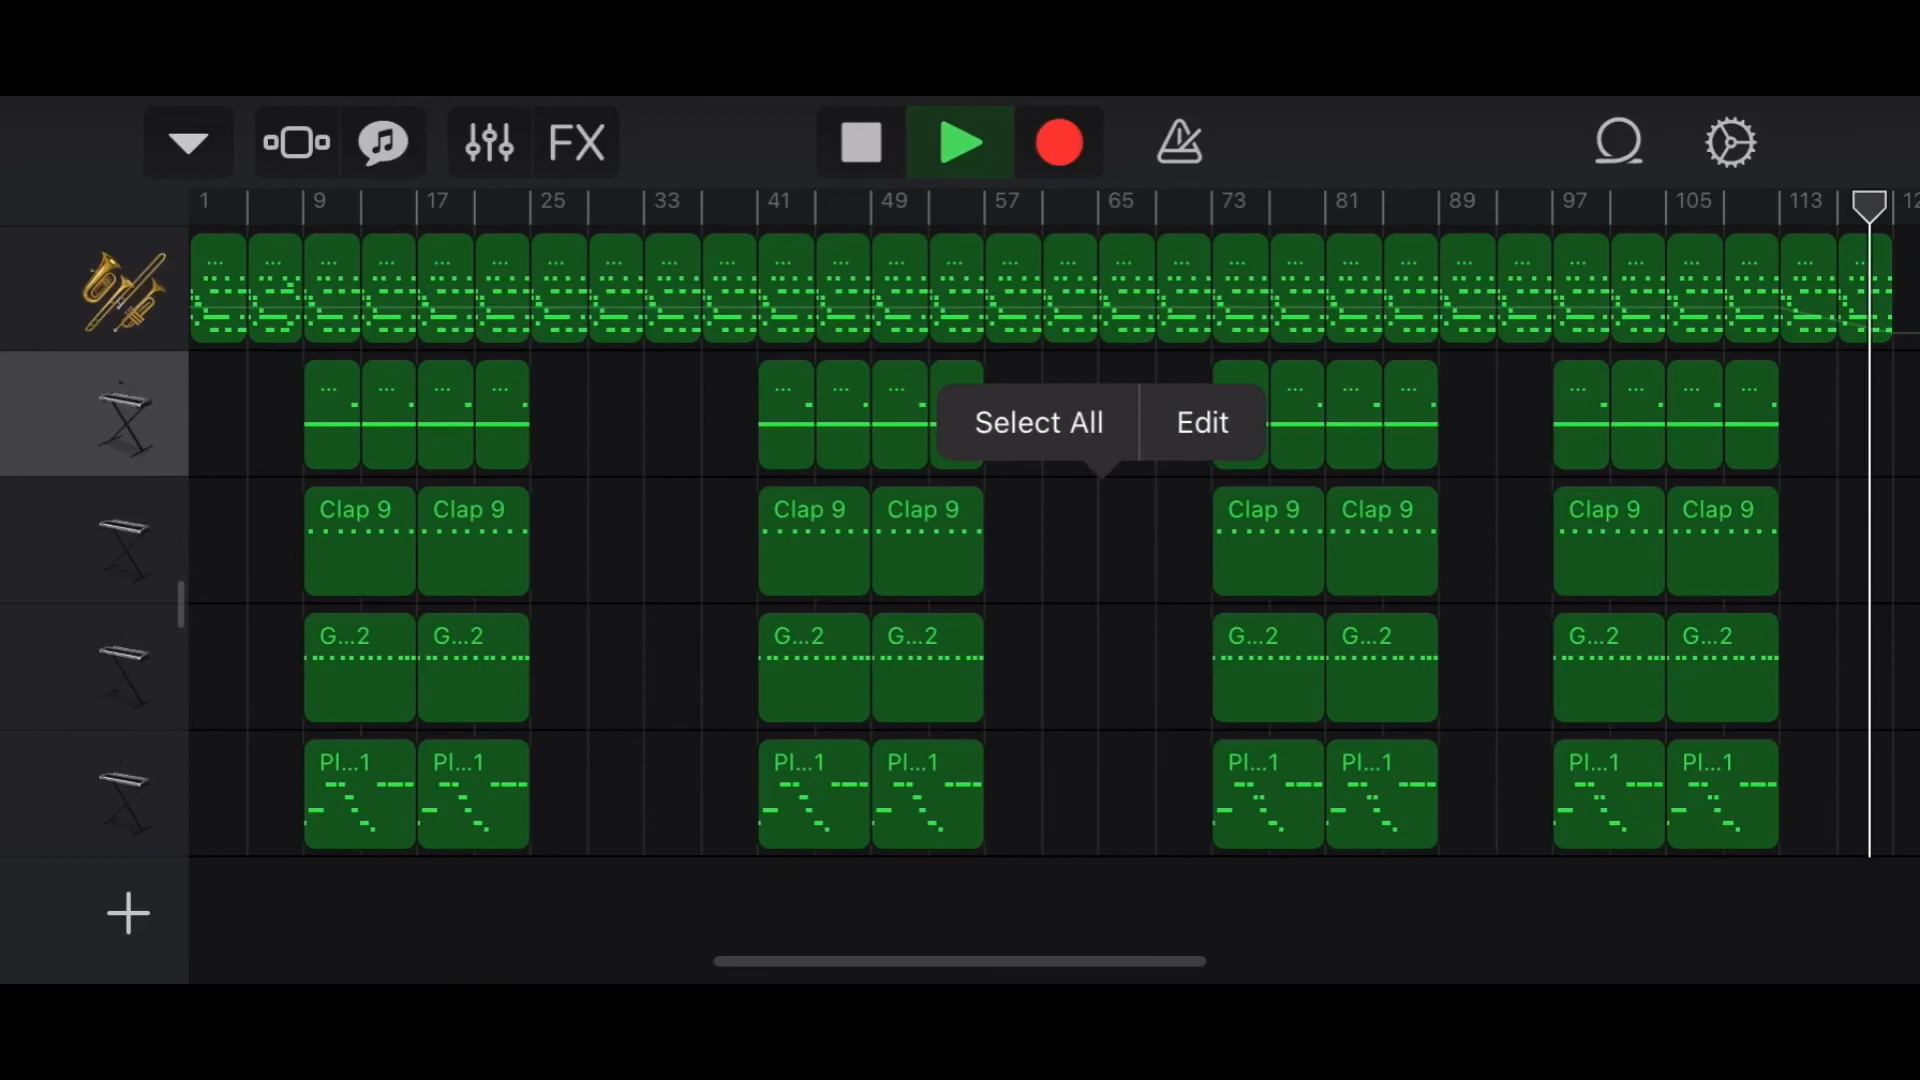 FX
1 9 17 25 33 41 49 57 65 73 81 89 97 105 113
... ... ... ... ... ... ... ... ... ... ... ... ... ... ... ... ... ... ... ... ... ... ... ... ... ... ... ... ... ...
... ... ... ... ... ... ... ... ... ... ... ... ... ...
Select All Edit
Clap 9 Clap 9 Clap 9 Clap 9 Clap 9 Clap 9 Clap 9 Clap 9
G...2 G...2 G...2 G...2 G...2 G...2 G...2 G...2
Pl...1 Pl...1 Pl...1 Pl...1 Pl...1 Pl...1 Pl...1 Pl...1